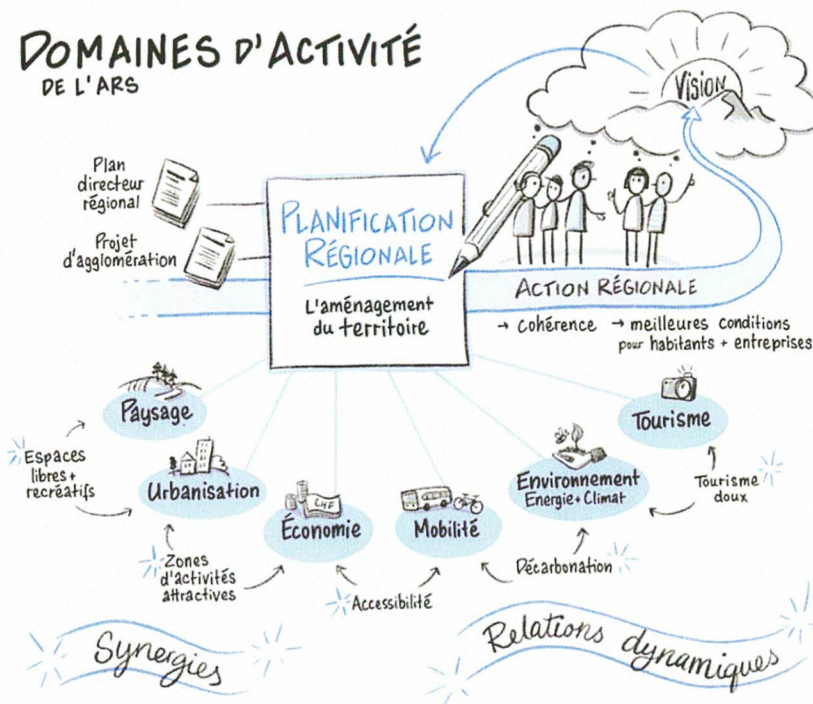 DOMAINES D'ACTIVITÉ
DE L'ARS
Vision
Plan
directeur
régional
Projet
d'agglomération
PLANIFICATION
RÉGIONALE
L'aménagement
du territoire
ACTION RÉGIONALE
→ cohérence → meilleures conditions
pour habitants + entreprises
Paysage
Tourisme
Espaces
libres +
recréatifs
Urbanisation
Environnement
Energie + Climat
Tourisme
doux
CHF
Économie
Mobilité
Zones
d'activités
attractives
Accessibilité
Décarbonation
Synergies
Relations dynamiques